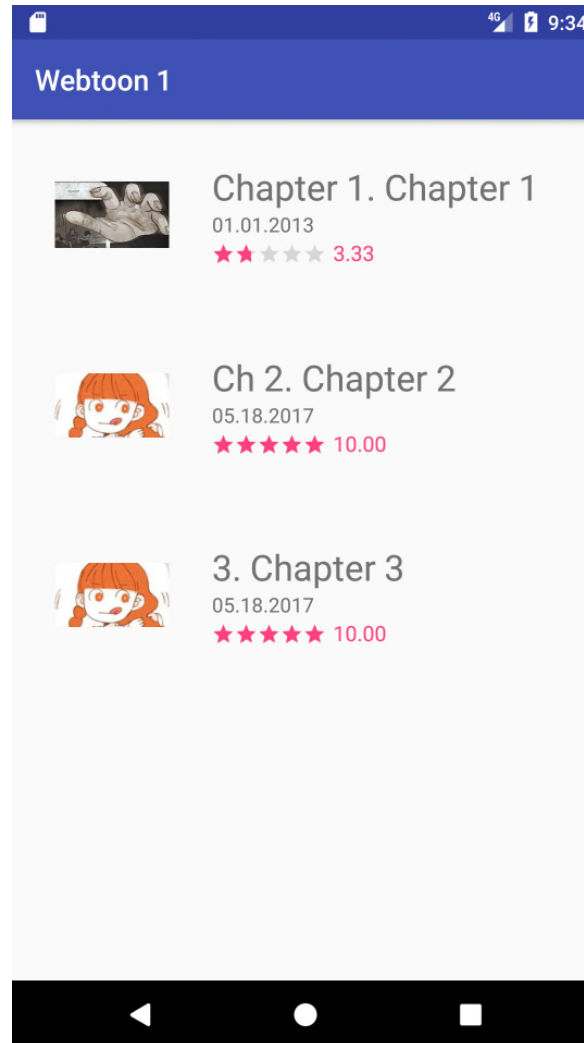 4G 9:34
Webtoon 1
Chapter 1. Chapter 1
01.01.2013
3.33
Ch 2. Chapter 2
05.18.2017
10.00
3. Chapter 3
05.18.2017
10.00